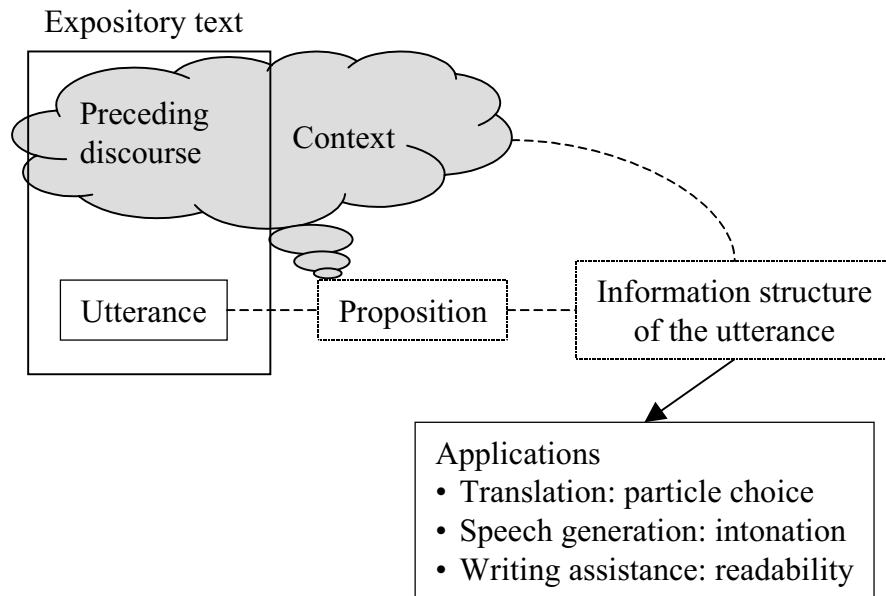 Expository text
Preceding
discourse
Context
Utterance
Proposition
Information structure
of the utterance
Applications
• Translation: particle choice
• Speech generation: intonation
• Writing assistance: readability